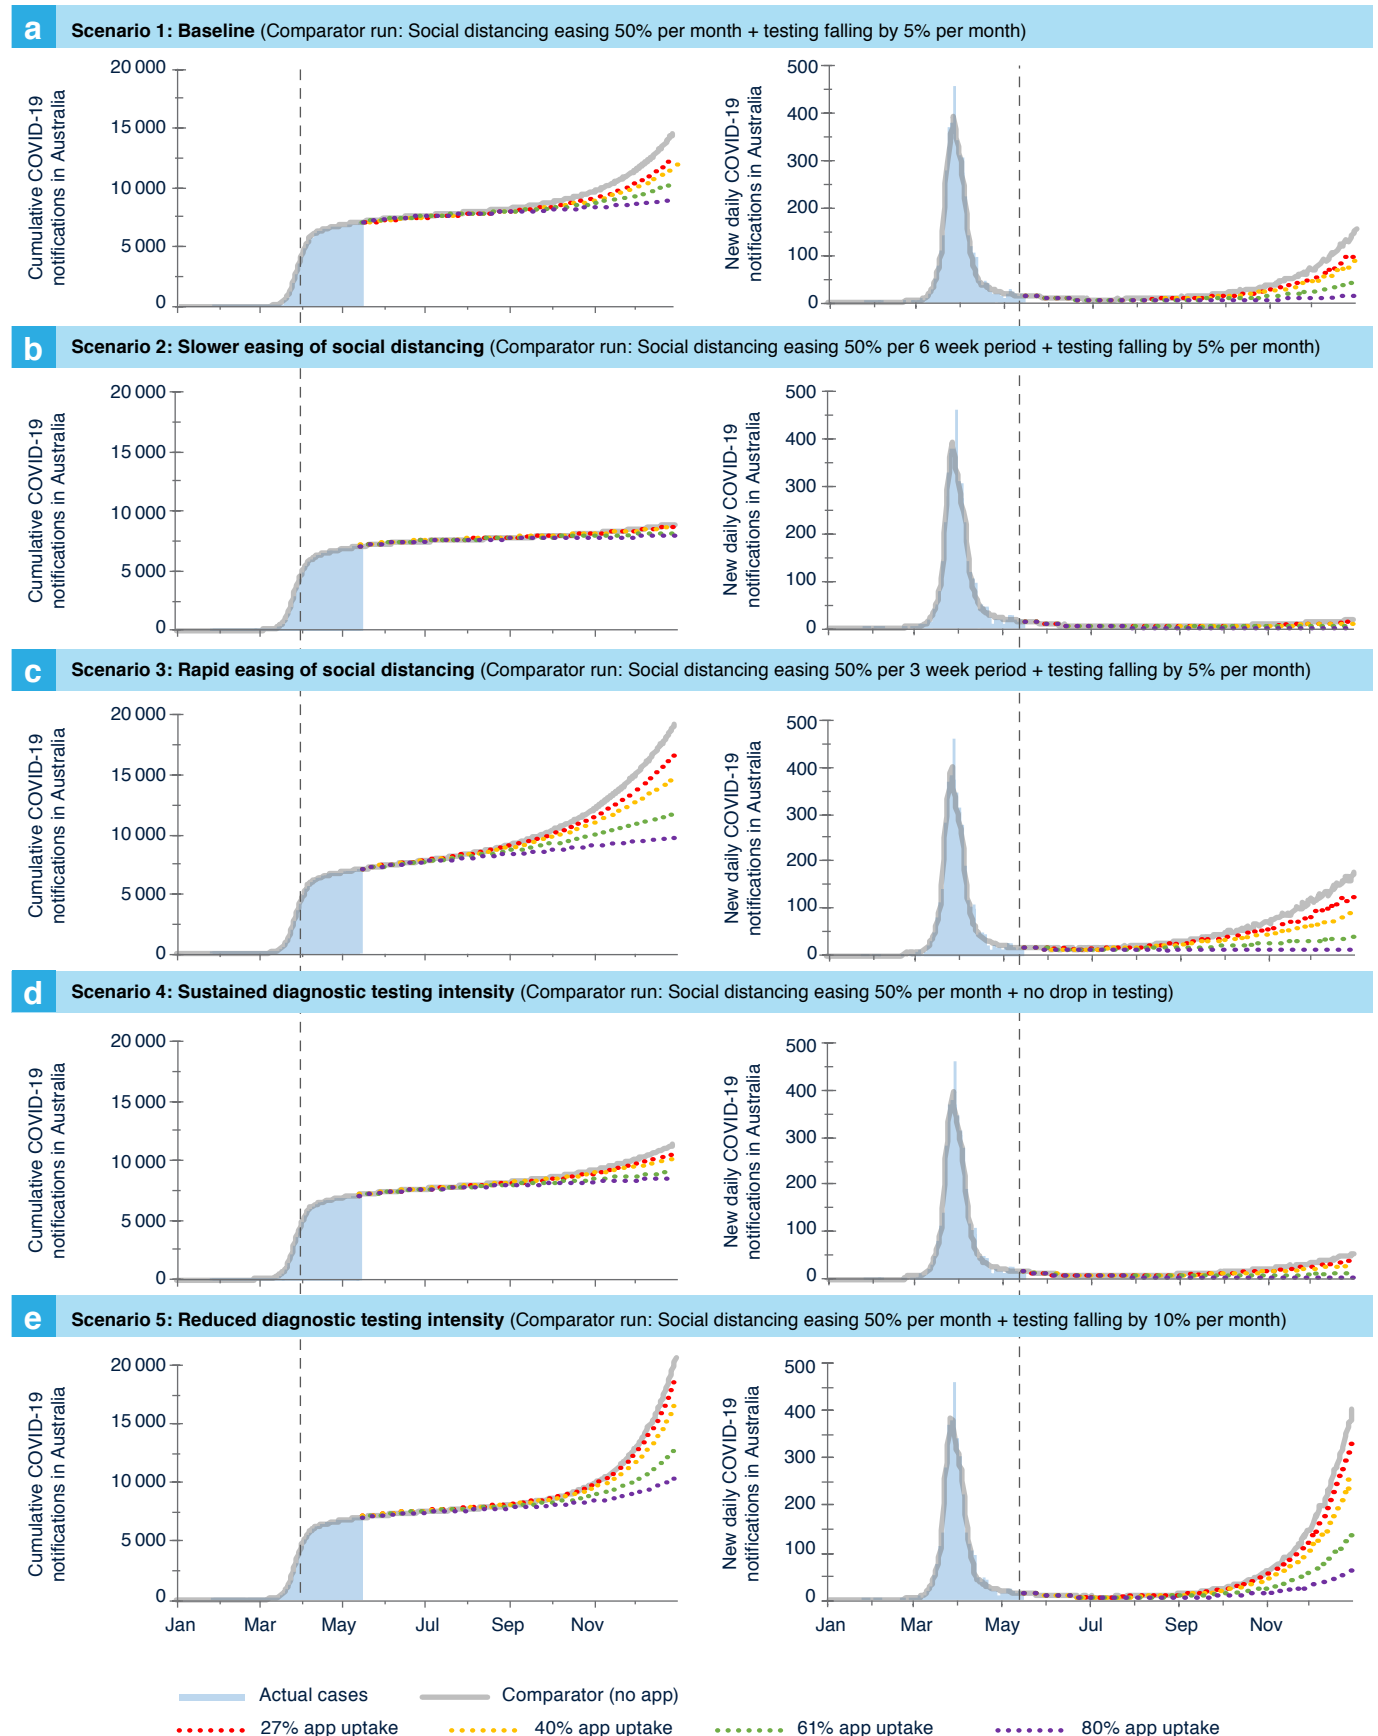 a Scenario 1: Baseline (Comparator run: Social distancing easing 50% per month + testing falling by 5% per month)
Cumulative COVID-19
notifications in Australia
20 000
15 000
10 000
5 000
0
New daily COVID-19
notifications in Australia
500
400
300
200
100
0
b Scenario 2: Slower easing of social distancing (Comparator run: Social distancing easing 50% per 6 week period + testing falling by 5% per month)
Cumulative COVID-19
notifications in Australia
20 000
15 000
10 000
5 000
0
New daily COVID-19
notifications in Australia
500
400
300
200
100
0
c Scenario 3: Rapid easing of social distancing (Comparator run: Social distancing easing 50% per 3 week period + testing falling by 5% per month)
Cumulative COVID-19
notifications in Australia
20 000
15 000
10 000
5 000
0
New daily COVID-19
notifications in Australia
500
400
300
200
100
0
d Scenario 4: Sustained diagnostic testing intensity (Comparator run: Social distancing easing 50% per month + no drop in testing)
Cumulative COVID-19
notifications in Australia
20 000
15 000
10 000
5 000
0
New daily COVID-19
notifications in Australia
500
400
300
200
100
0
e Scenario 5: Reduced diagnostic testing intensity (Comparator run: Social distancing easing 50% per month + testing falling by 10% per month)
Cumulative COVID-19
notifications in Australia
20 000
15 000
10 000
5 000
0
Jan Mar May Jul Sep Nov
New daily COVID-19
notifications in Australia
500
400
300
200
100
0
Jan Mar May Jul Sep Nov
Actual cases Comparator (no app)
27% app uptake 40% app uptake 61% app uptake 80% app uptake